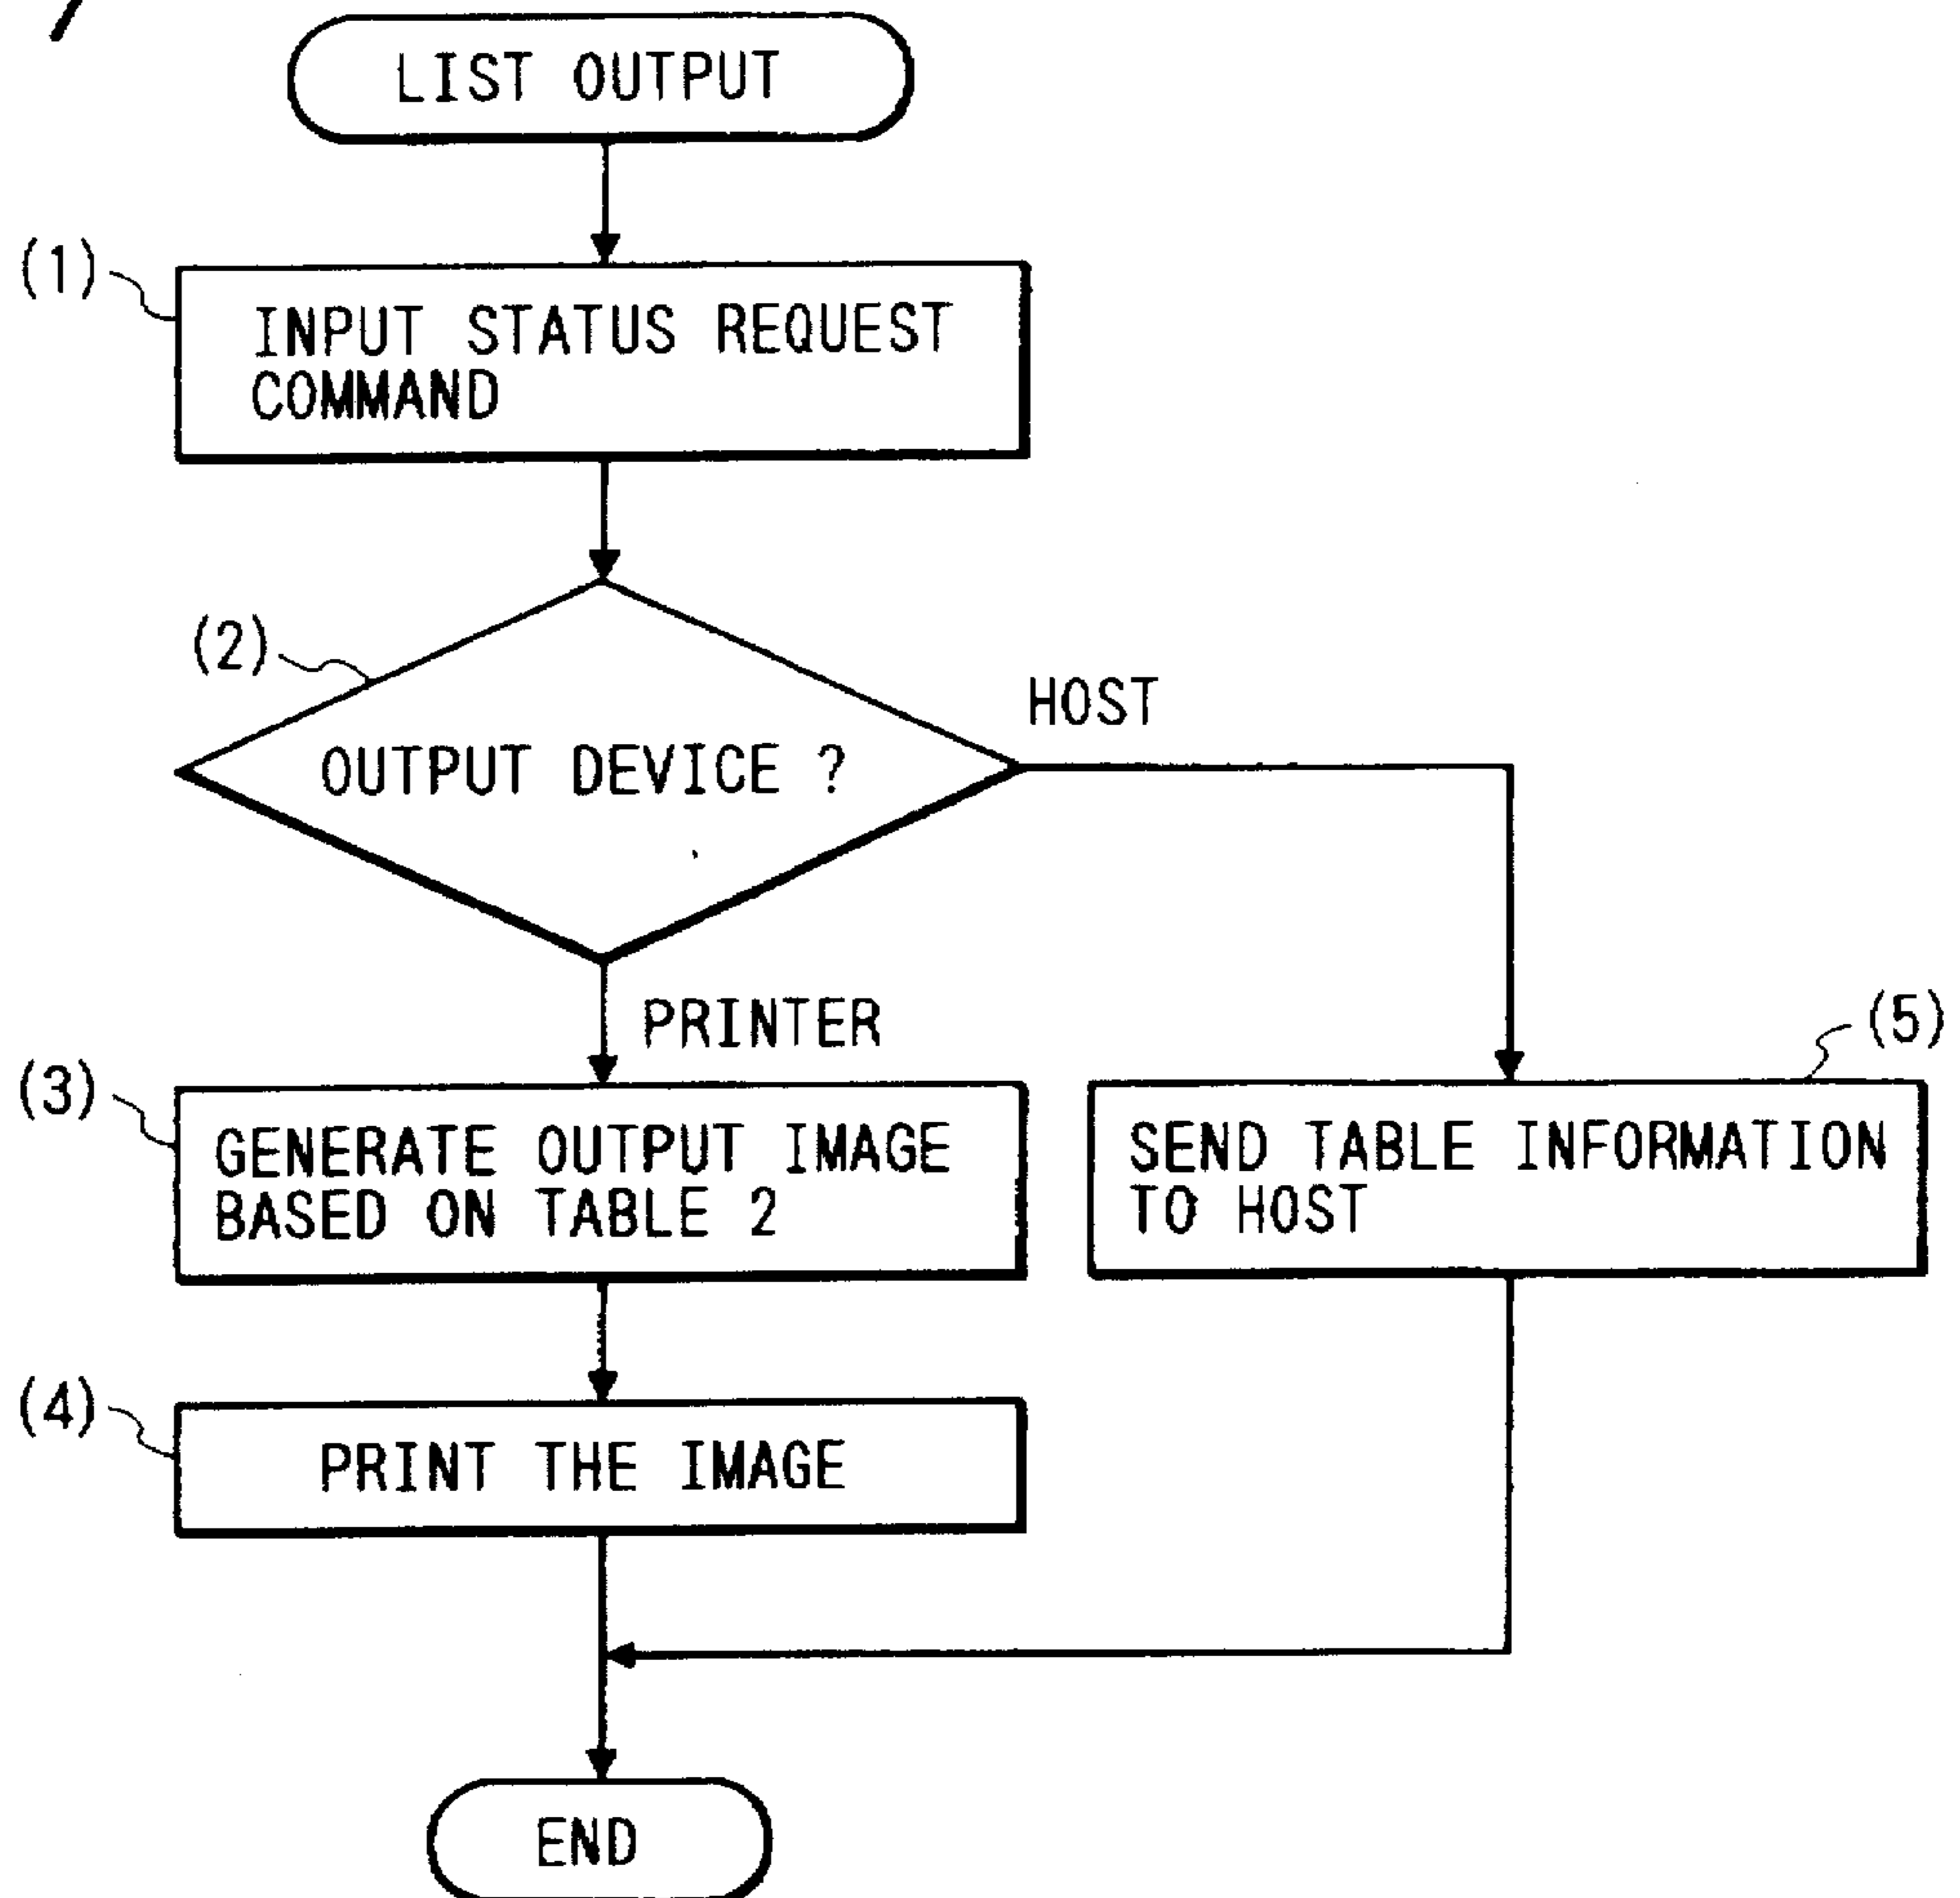 LIST OUTPUT
(1)
INPUT STATUS REQUEST
COMMAND
(2)
HOST
OUTPUT DEVICE ?
PRINTER
(3)
GENERATE OUTPUT IMAGE
BASED ON TABLE 2
(5)
SEND TABLE INFORMATION
TO HOST
(4)
PRINT THE IMAGE
END